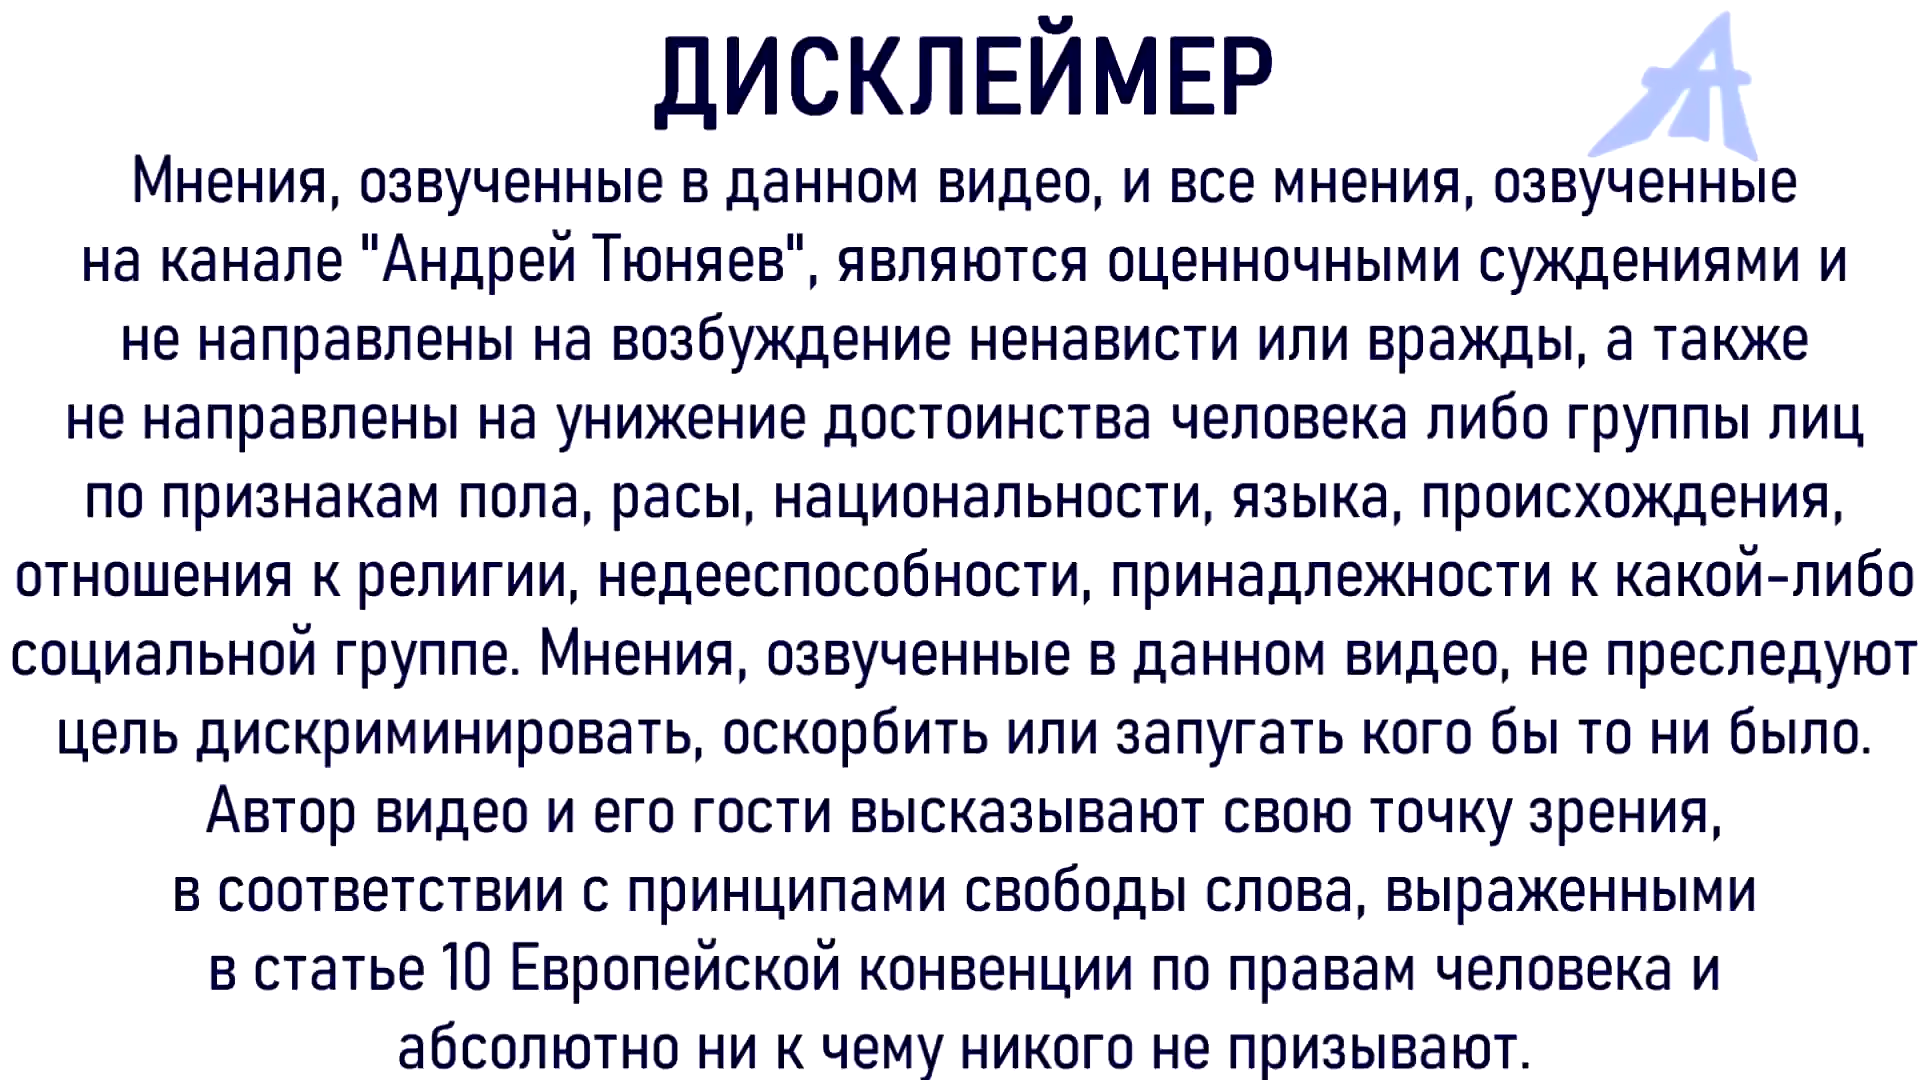 ДИСКЛЕЙМЕР
Мнения, озвученные в данном видео, и все мнения, озвученные
на канале "Андрей Тюняев", являются оценночными суждениями и
не направлены на возбуждение ненависти или вражды, а также
не направлены на унижение достоинства человека либо группы лиц
по признакам пола, расы, национальности, языка, происхождения,
отношения к религии, недееспособности, принадлежности к какой-либо
социальной группе. Мнения, озвученные в данном видео, не преследуют
цель дискриминировать, оскорбить или запугать кого бы то ни было.
Автор видео и его гости высказывают свою точку зрения,
в соответствии с принципами свободы слова, выраженными
в статье 10 Европейской конвенции по правам человека и
абсолютно ни к чему никого не призывают.